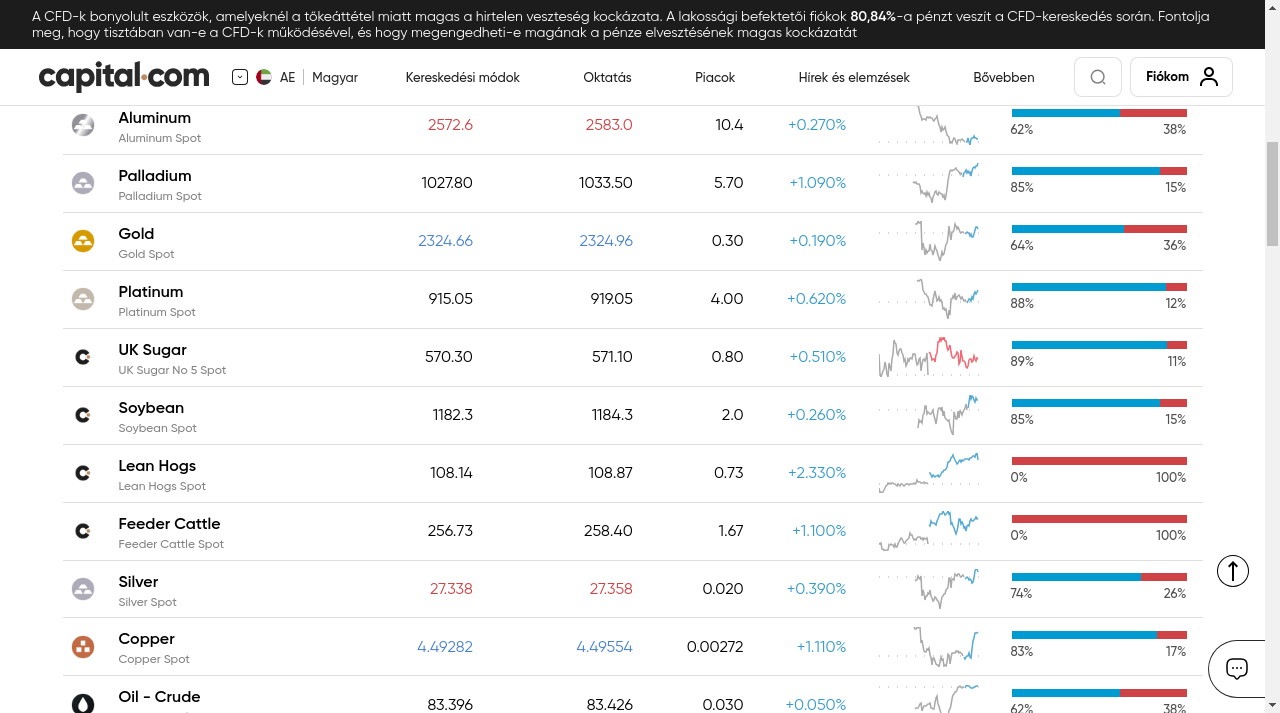 A CFD-k bonyolult eszközök, amelyeknél a tőkeáttétel miatt magas a hirtelen veszteség kockázata. A lakossági befektetői fiókok 80,84%-a pénzt veszít a CFD-kereskedés során. Fontolja
meg, hogy tisztában van-e a CFD-k működésével, és hogy megengedheti-e magának a pénze elvesztésének magas kockázatát
capital.com AE Magyar Kereskedési módok Oktatás Piacok Hírek és elemzések Bővebben Fiókom
Aluminum 2572.6 2583.0 10.4 +0.270%
Aluminum Spot 62% 38%
Palladium 1027.80 1033.50 5.70 +1.090%
Palladium Spot 85% 15%
Gold 2324.66 2324.96 0.30 +0.190%
Gold Spot 64% 36%
Platinum 915.05 919.05 4.00 +0.620%
Platinum Spot 88% 12%
UK Sugar 570.30 571.10 0.80 +0.510%
UK Sugar No 5 Spot 89% 11%
Soybean 1182.3 1184.3 2.0 +0.260%
Soybean Spot 85% 15%
Lean Hogs 108.14 108.87 0.73 +2.330%
Lean Hogs Spot 0% 100%
Feeder Cattle 256.73 258.40 1.67 +1.100%
Feeder Cattle Spot 0% 100%
Silver 27.338 27.358 0.020 +0.390%
Silver Spot 74% 26%
Copper 4.49282 4.49554 0.00272 +1.110%
Copper Spot 83% 17%
Oil - Crude 83.396 83.426 0.030 +0.050%
62% 38%